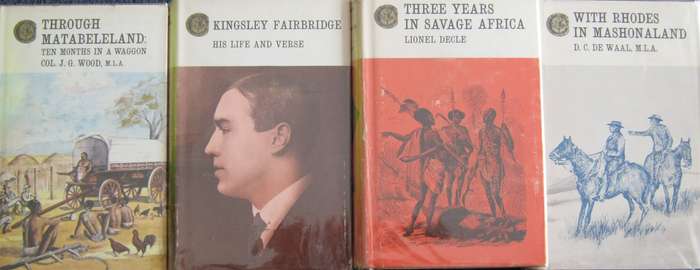 THROUGH
MATABELELAND:
TEN MONTHS IN A WAGGON
COL. J. G. WOOD, M.L.A.
KINGSLEY FAIRBRIDGE
HIS LIFE AND VERSE
THREE YEARS
IN SAVAGE AFRICA
LIONEL DECLE
WITH RHODES
IN MASHONALAND
D. C. DE WAAL, M.L.A.